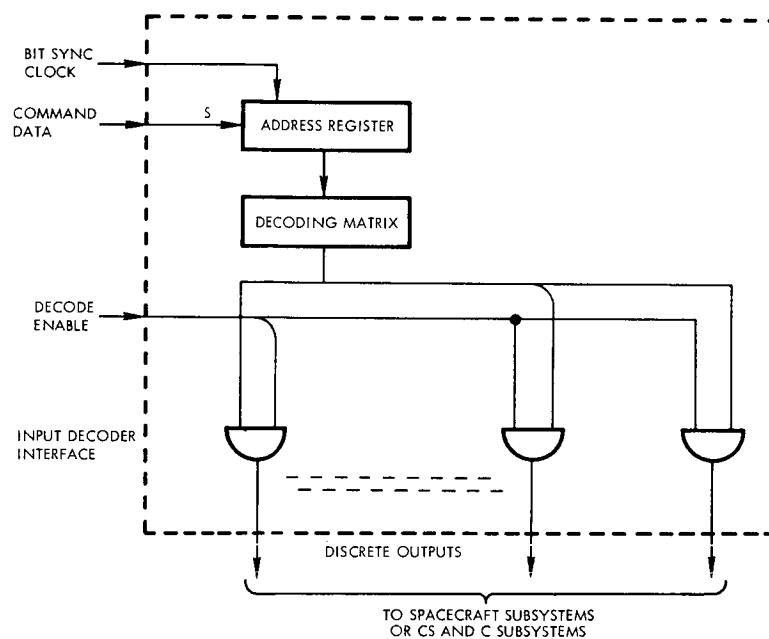 BIT SYNC
CLOCK
COMMAND
DATA
S
ADDRESS REGISTER
DECODING MATRIX
DECODE
ENABLE
INPUT DECODER
INTERFACE
DISCRETE OUTPUTS
TO SPACECRAFT SUBSYSTEMS
OR CS AND C SUBSYSTEMS